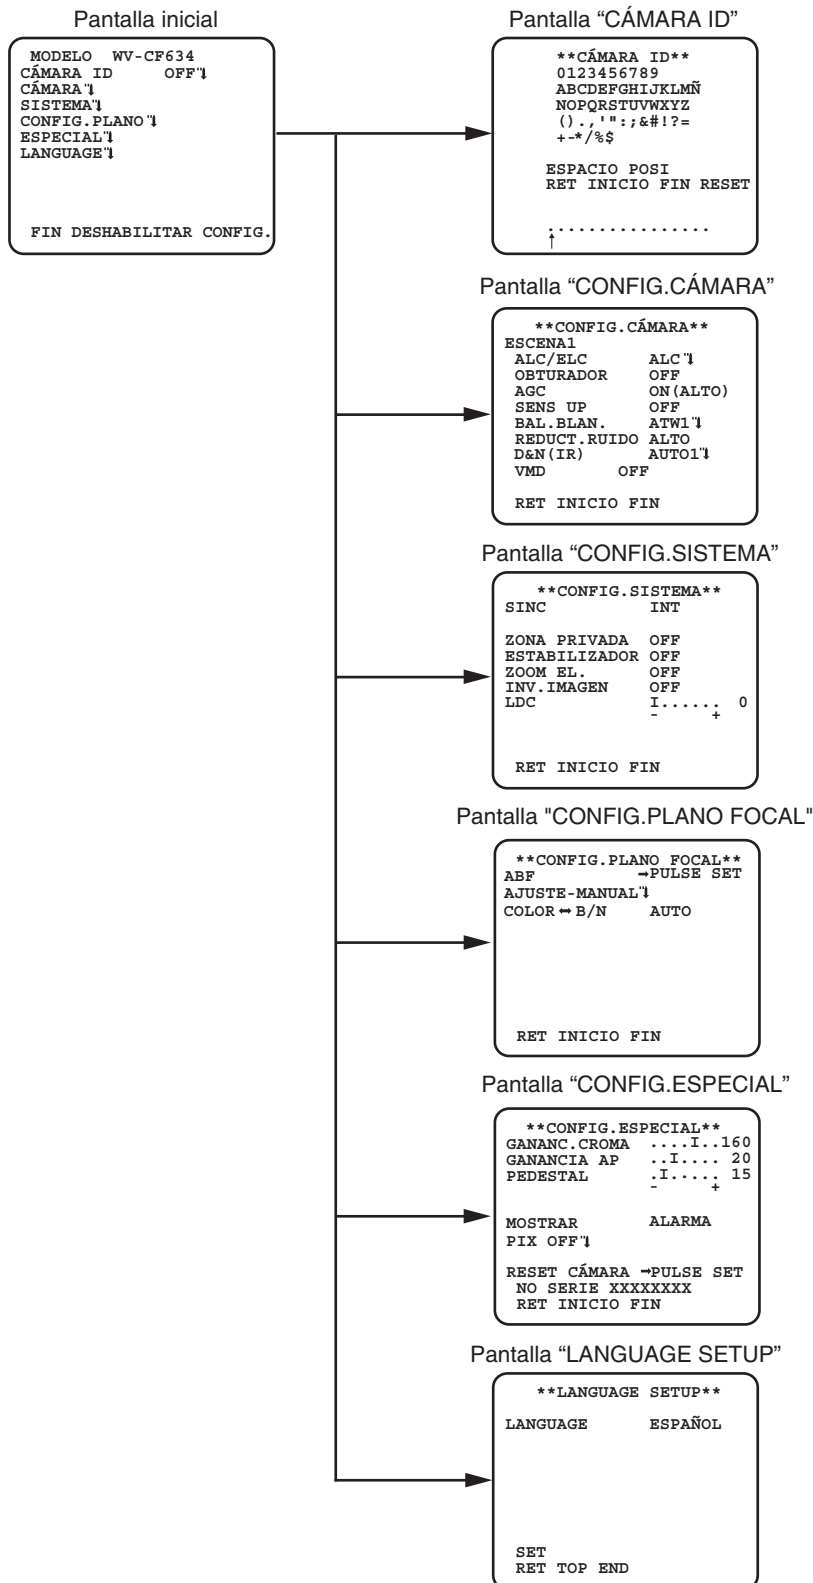 Pantalla inicial
MODELO WV-CF634
CÁMARA ID OFF
CÁMARA
SISTEMA
CONFIG.PLANO
ESPECIAL
LANGUAGE
FIN DESHABILITAR CONFIG.
Pantalla “CÁMARA ID”
**CÁMARA ID**
0123456789
ABCDEFGHIJKLMÑ
NOPQRSTUVWXYZ
().,'":;&#!?=
+-*/%$
ESPACIO POSI
RET INICIO FIN RESET
................
↑
Pantalla “CONFIG.CÁMARA”
**CONFIG.CÁMARA**
ESCENA1
ALC/ELC ALC
OBTURADOR OFF
AGC ON(ALTO)
SENS UP OFF
BAL.BLAN. ATW1
REDUCT.RUIDO ALTO
D&N(IR) AUTO1
VMD OFF
RET INICIO FIN
Pantalla “CONFIG.SISTEMA”
**CONFIG.SISTEMA**
SINC INT
ZONA PRIVADA OFF
ESTABILIZADOR OFF
ZOOM EL. OFF
INV.IMAGEN OFF
LDC I...... 0
- +
RET INICIO FIN
Pantalla "CONFIG.PLANO FOCAL"
**CONFIG.PLANO FOCAL**
ABF →PULSE SET
AJUSTE-MANUAL
COLOR ↔ B/N AUTO
RET INICIO FIN
Pantalla “CONFIG.ESPECIAL”
**CONFIG.ESPECIAL**
GANANC.CROMA ....I..160
GANANCIA AP ..I.... 20
PEDESTAL .I..... 15
- +
MOSTRAR ALARMA
PIX OFF
RESET CÁMARA →PULSE SET
NO SERIE XXXXXXXX
RET INICIO FIN
Pantalla “LANGUAGE SETUP”
**LANGUAGE SETUP**
LANGUAGE ESPAÑOL
SET
RET TOP END